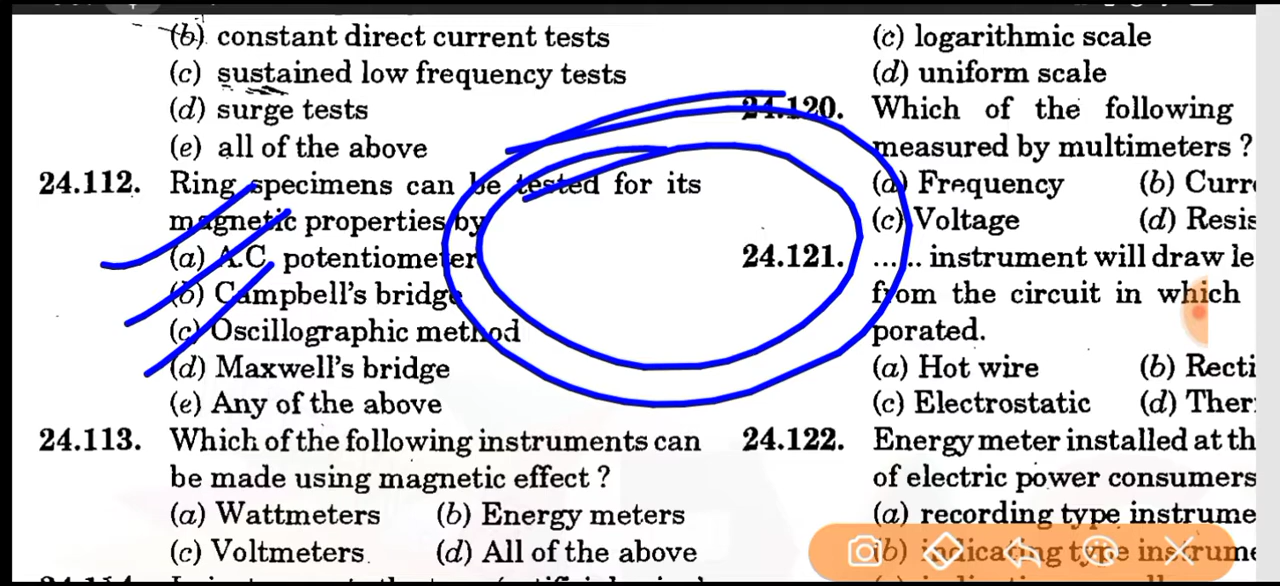 (b) constant direct current tests
(c) sustained low frequency tests
(d) surge tests
(e) all of the above
24.112. Ring specimens can be tested for its
magnetic properties by
(a) A.C. potentiometer
(b) Campbell's bridge
(c) Oscillographic method
(d) Maxwell's bridge
(e) Any of the above
24.113. Which of the following instruments can
be made using magnetic effect ?
(a) Wattmeters (b) Energy meters
(c) Voltmeters. (d) All of the above
(c) logarithmic scale
(d) uniform scale
24.120. Which of the following
measured by multimeters ?
(a) Frequency (b) Curr
(c) Voltage (d) Resis
24.121. ...... instrument will draw le
from the circuit in which
porated.
(a) Hot wire (b) Recti
(c) Electrostatic (d) Ther
24.122. Energy meter installed at th
of electric power consumers
(a) recording type instrume
(b) indicating type instrume